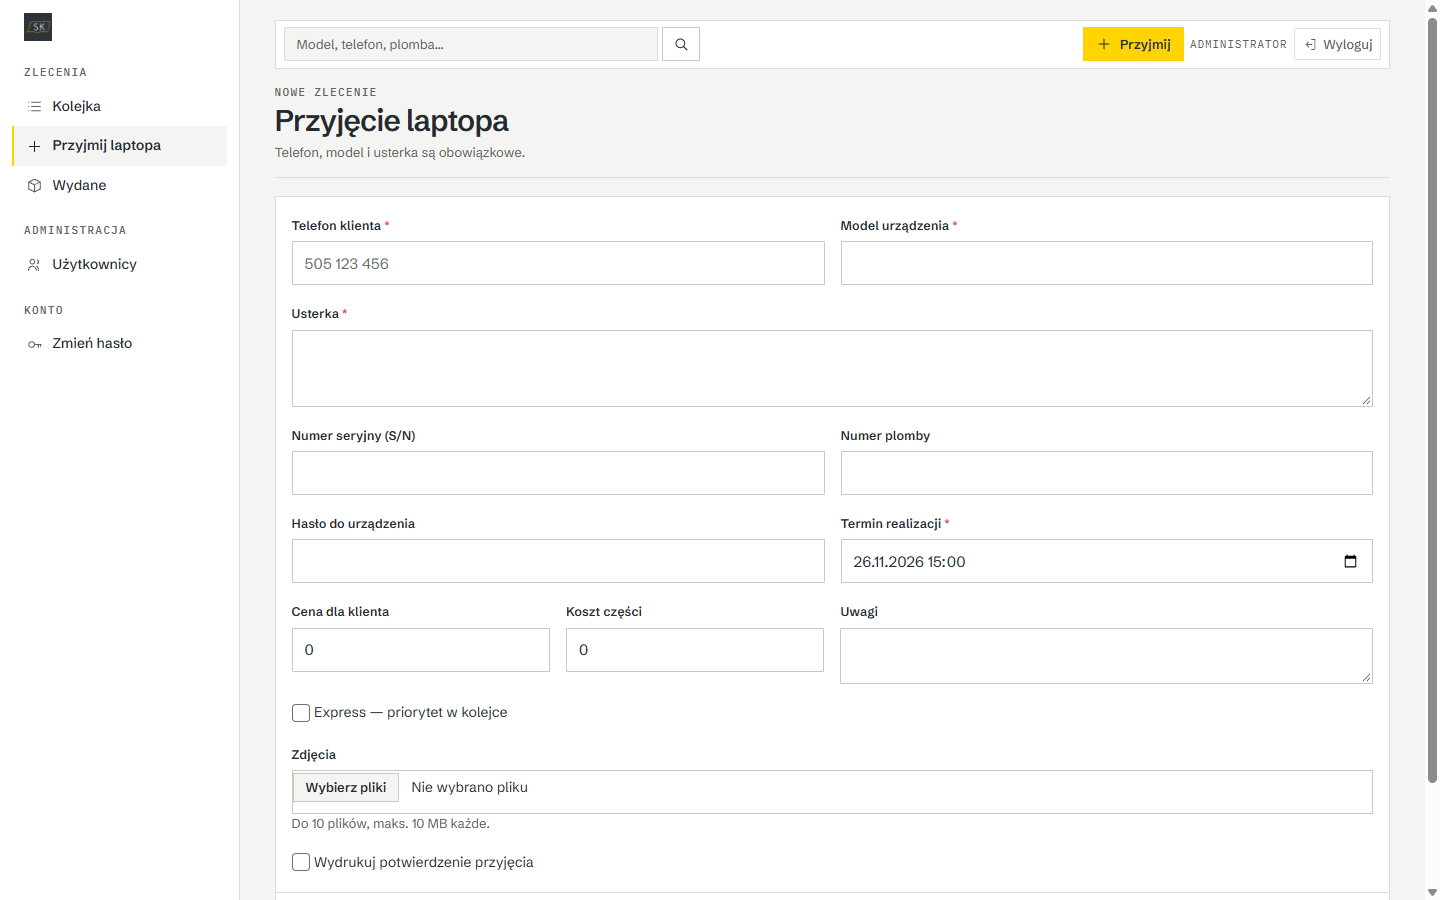 SK
ZLECENIA
Kolejka
Przyjmij laptopa
Wydane
ADMINISTRACJA
Użytkownicy
KONTO
Zmień hasło
Model, telefon, plomba...
Przyjmij
ADMINISTRATOR
Wyloguj
NOWE ZLECENIE
Przyjęcie laptopa
Telefon, model i usterka są obowiązkowe.
Telefon klienta *
Model urządzenia *
505 123 456
Usterka *
Numer seryjny (S/N)
Numer plomby
Hasło do urządzenia
Termin realizacji *
26.11.2026 15:00
Cena dla klienta
Koszt części
Uwagi
0
0
Express — priorytet w kolejce
Zdjęcia
Wybierz pliki
Nie wybrano pliku
Do 10 plików, maks. 10 MB każde.
Wydrukuj potwierdzenie przyjęcia